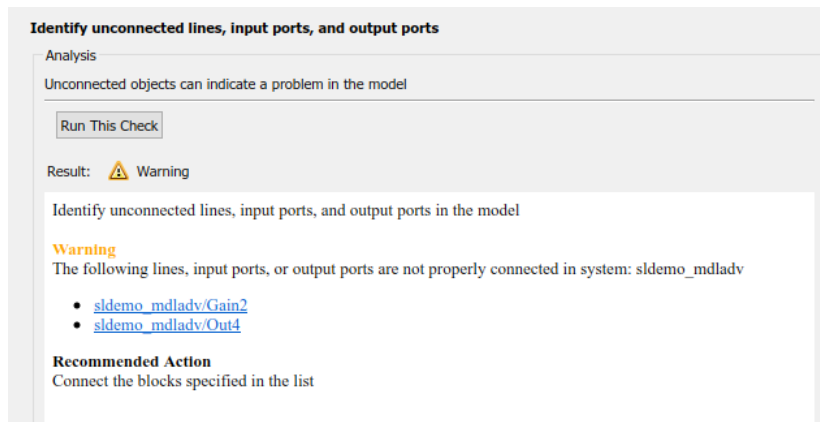 Identify unconnected lines, input ports, and output ports
Analysis
Unconnected objects can indicate a problem in the model
Run This Check
Result: Warning
Identify unconnected lines, input ports, and output ports in the model
Warning
The following lines, input ports, or output ports are not properly connected in system: sldemo_mdladv
• sldemo_mdladv/Gain2
• sldemo_mdladv/Out4
Recommended Action
Connect the blocks specified in the list